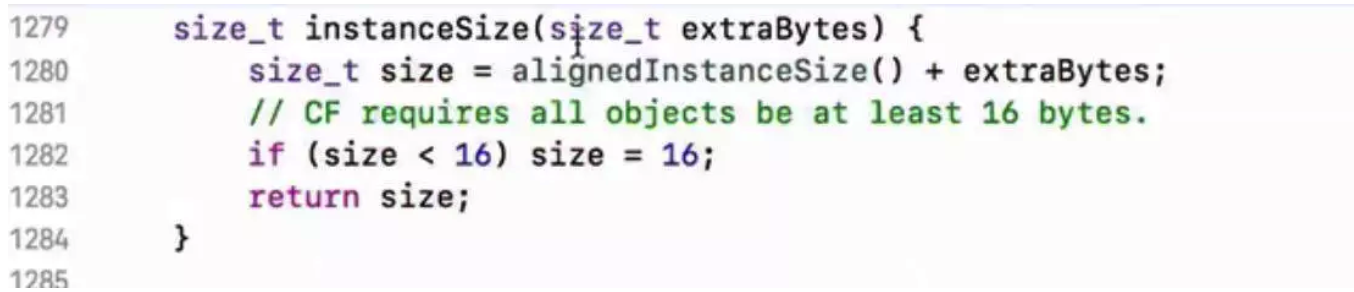 1279 size_t instanceSize(size_t extraBytes) {
1280 size_t size = alignedInstanceSize() + extraBytes;
1281 // CF requires all objects be at least 16 bytes.
1282 if (size < 16) size = 16;
1283 return size;
1284 }
1285